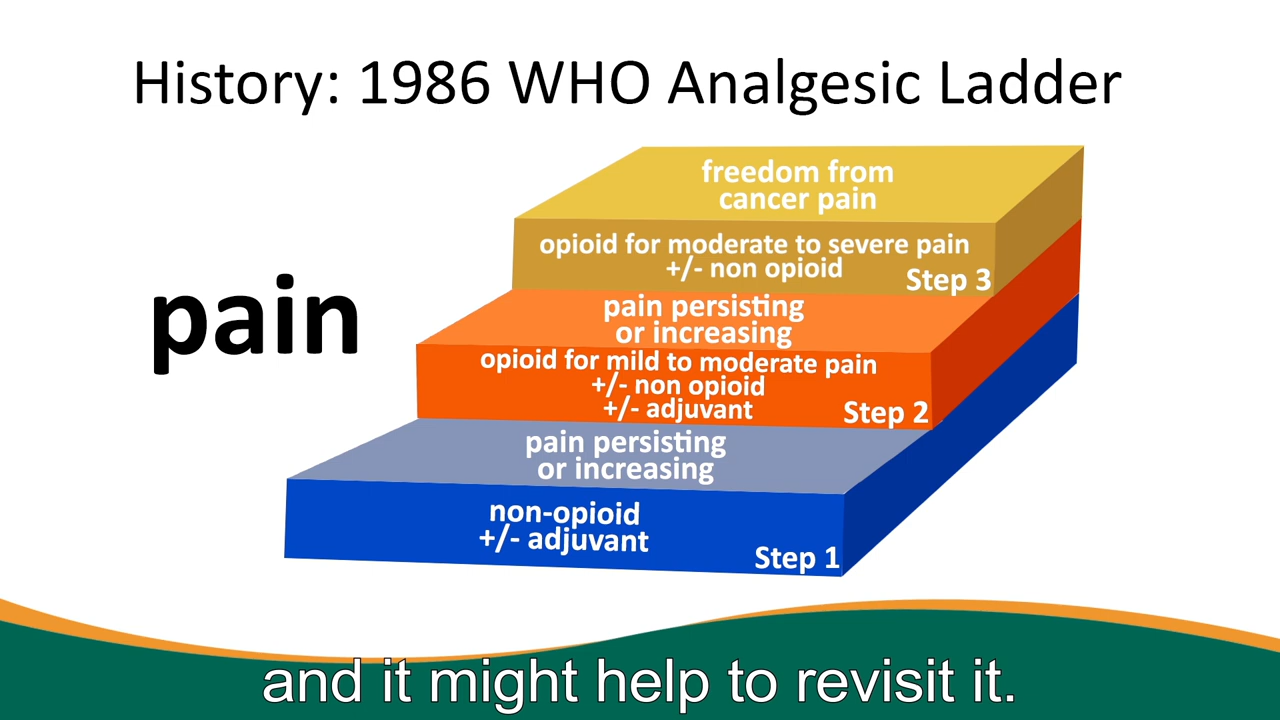 History: 1986 WHO Analgesic Ladder
pain
freedom from
cancer pain
opioid for moderate to severe pain
+/- non opioid
Step 3
pain persisting
or increasing
opioid for mild to moderate pain
+/- non opioid
+/- adjuvant
Step 2
pain persisting
or increasing
non-opioid
+/- adjuvant
Step 1
and it might help to revisit it.